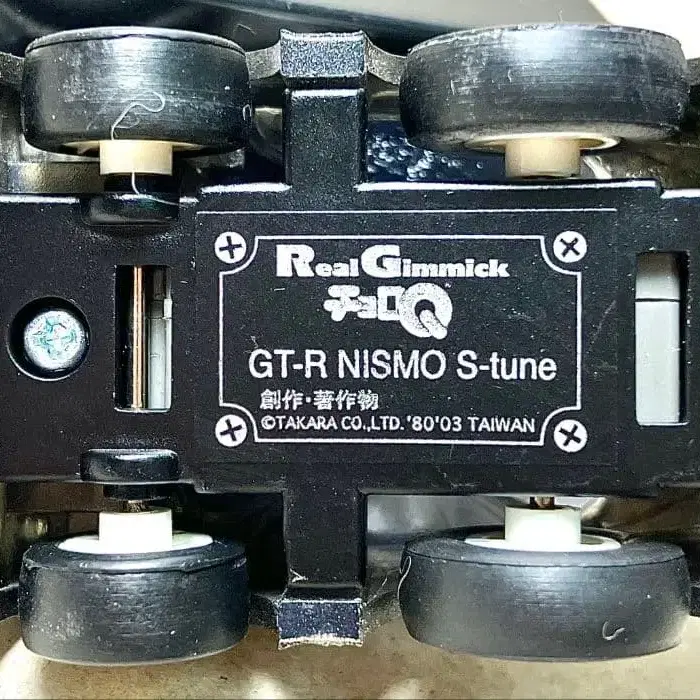 Real Gimmick
チョロQ
GT-R NISMO S-tune
創作・著作物
©TAKARA CO.,LTD.'80'03 TAIWAN